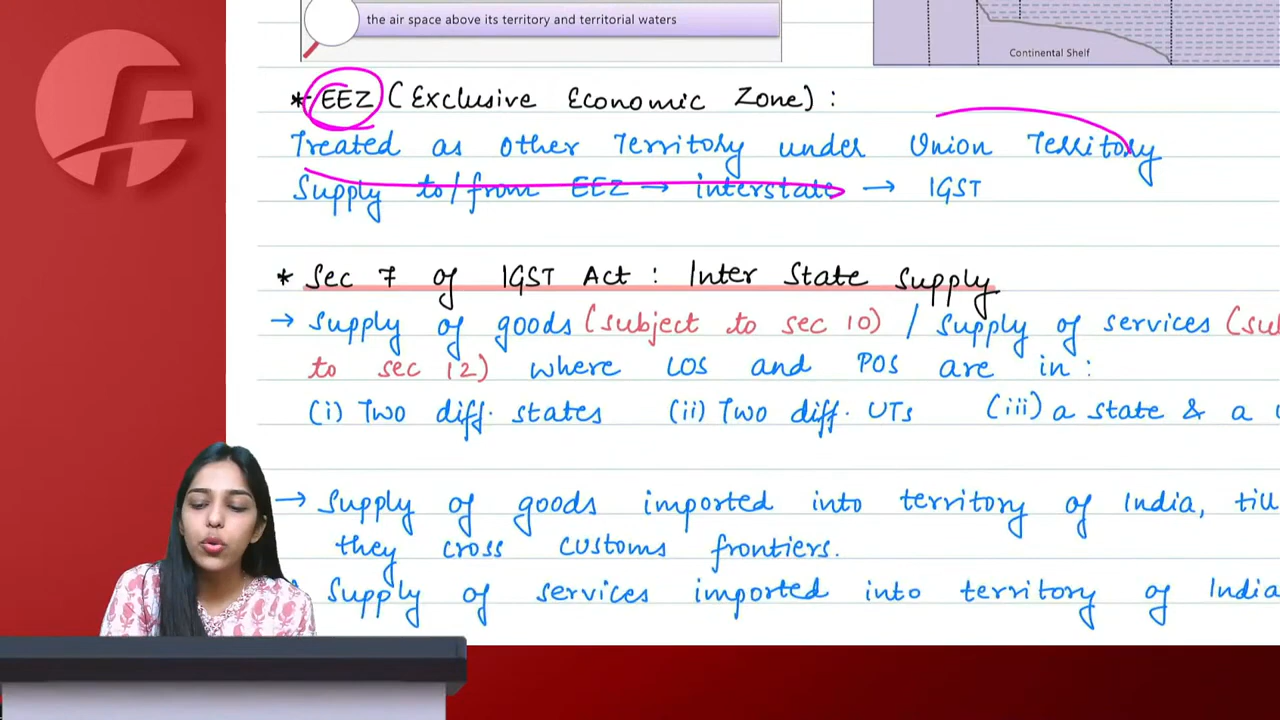 the air space above its territory and territorial waters
Continental Shelf
* EEZ (Exclusive Economic Zone) :
Treated as other Territory under Union Territory
Supply to/from EEZ → interstate → IGST
* Sec 7 of IGST Act : Inter State Supply
→ Supply of goods (subject to sec 10) / Supply of services (su
to sec 12) where LOS and POS are in :
(i) Two diff. states (ii) Two diff. UTs (iii) a state & a
→ Supply of goods imported into territory of India, till
they cross customs frontiers.
Supply of services imported into territory of India